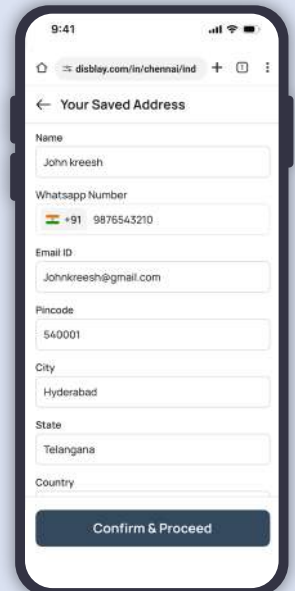 9:41
disblay.com/in/chennai/ind
Your Saved Address
Name
John kreesh
Whatsapp Number
+91 9876543210
Email ID
Johnkreesh@gmail.com
Pincode
540001
City
Hyderabad
State
Telangana
Country
Confirm & Proceed